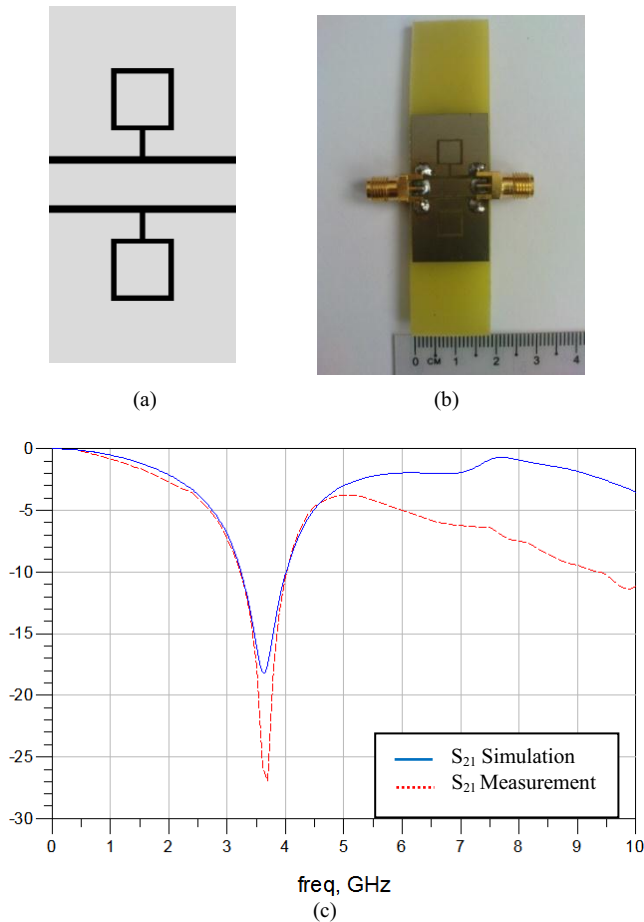 0 CM 1 2 3 4
(a) (b)
0
-5
-10
-15
-20
-25
-30
S21 Simulation
S21 Measurement
0 1 2 3 4 5 6 7 8 9 10
freq, GHz
(c)